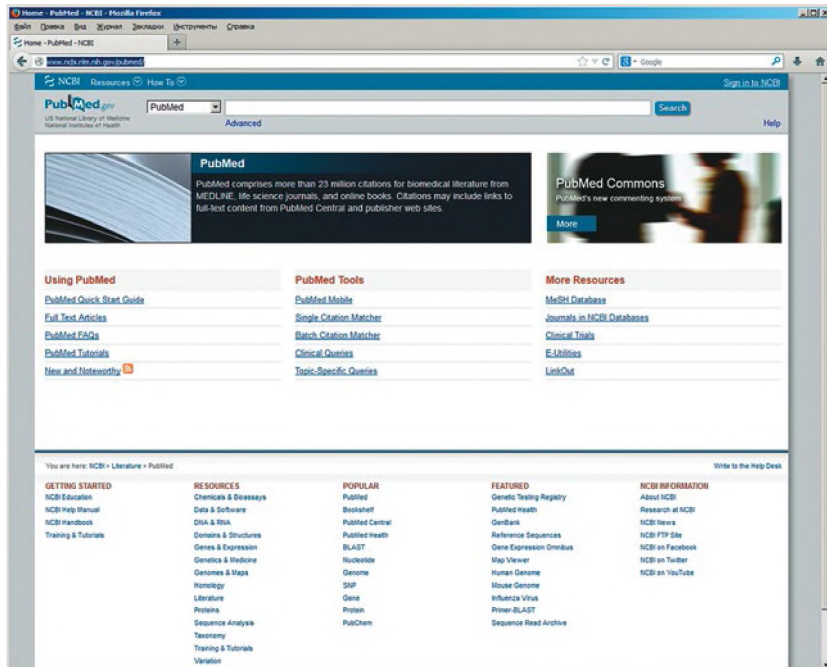 Home - PubMed - NCBI - Mozilla Firefox
Файл Правка Вид Журнал Закладки Инструменты Справка
Home - PubMed - NCBI +
www.ncbi.nlm.nih.gov/pubmed/ Google
NCBI Resources How To Sign in to NCBI
PubMed.gov PubMed Search
US National Library of Medicine
National Institutes of Health
Advanced Help
PubMed
PubMed comprises more than 23 million citations for biomedical literature from
MEDLINE, life science journals, and online books. Citations may include links to
full-text content from PubMed Central and publisher web sites.
PubMed Commons
PubMed's new commenting system
More
Using PubMed
PubMed Quick Start Guide
Full Text Articles
PubMed FAQs
PubMed Tutorials
New and Noteworthy
PubMed Tools
PubMed Mobile
Single Citation Matcher
Batch Citation Matcher
Clinical Queries
Topic-Specific Queries
More Resources
MeSH Database
Journals in NCBI Databases
Clinical Trials
E-Utilities
LinkOut
You are here: NCBI > Literature > PubMed Write to the Help Desk
GETTING STARTED
NCBI Education
NCBI Help Manual
NCBI Handbook
Training & Tutorials
RESOURCES
Chemicals & Bioassays
Data & Software
DNA & RNA
Domains & Structures
Genes & Expression
Genetics & Medicine
Genomes & Maps
Homology
Literature
Proteins
Sequence Analysis
Taxonomy
Training & Tutorials
Variation
POPULAR
PubMed
Bookshelf
PubMed Central
PubMed Health
BLAST
Nucleotide
Genome
SNP
Gene
Protein
PubChem
FEATURED
Genetic Testing Registry
PubMed Health
GenBank
Reference Sequences
Gene Expression Omnibus
Map Viewer
Human Genome
Mouse Genome
Influenza Virus
Primer-BLAST
Sequence Read Archive
NCBI INFORMATION
About NCBI
Research at NCBI
NCBI News
NCBI FTP Site
NCBI on Facebook
NCBI on Twitter
NCBI on YouTube